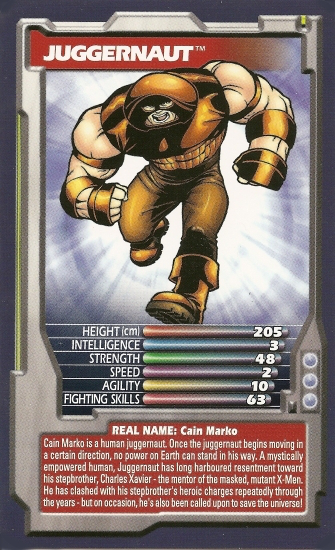 JUGGERNAUT™
HEIGHT (cm) 205
INTELLIGENCE 3
STRENGTH 48
SPEED 2
AGILITY 10
FIGHTING SKILLS 63
REAL NAME: Cain Marko
Cain Marko is a human juggernaut. Once the juggernaut begins moving in
a certain direction, no power on Earth can stand in his way. A mystically
empowered human, Juggernaut has long harboured resentment toward
his stepbrother, Charles Xavier - the mentor of the masked, mutant X-Men.
He has clashed with his stepbrother's heroic charges repeatedly through
the years - but on occasion, he's also been called upon to save the universe!